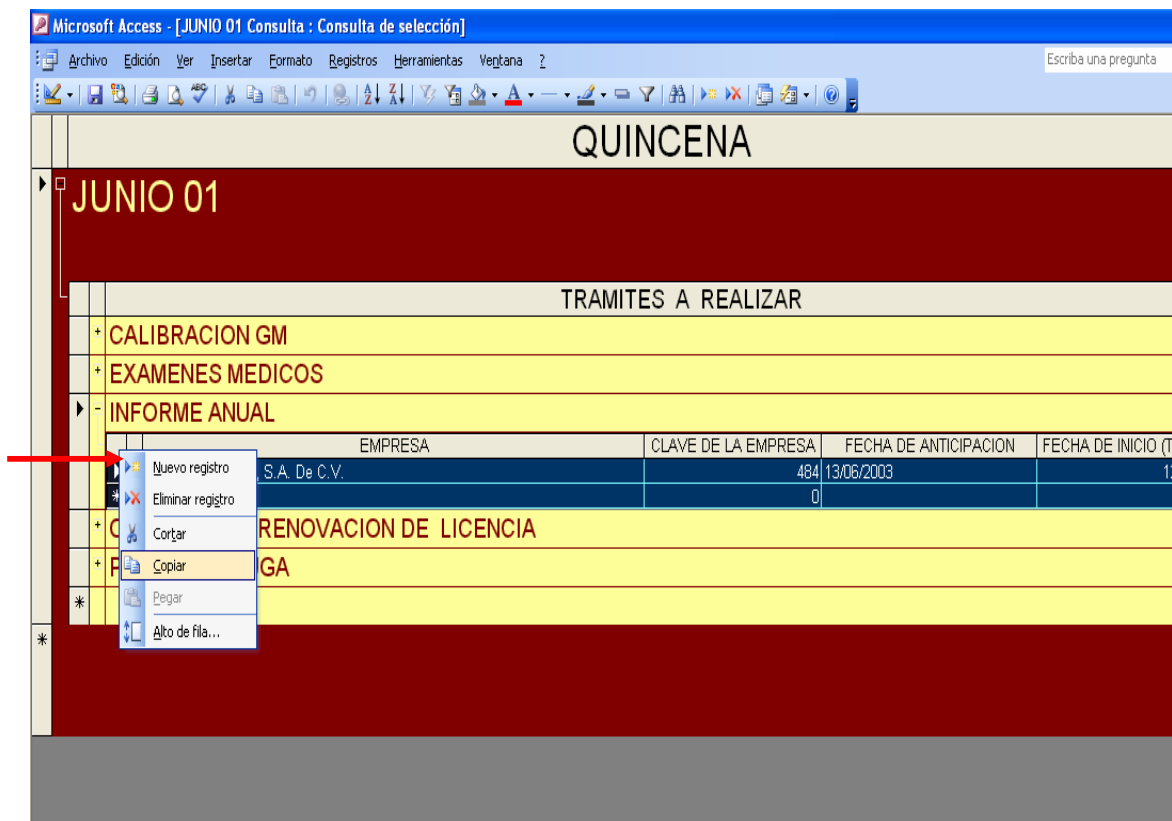 Microsoft Access - [JUNIO 01 Consulta : Consulta de selección]
Archivo Edición Ver Insertar Formato Registros Herramientas Ventana ? Escriba una pregunta
QUINCENA
JUNIO 01
TRAMITES A REALIZAR
+ CALIBRACION GM
+ EXAMENES MEDICOS
- INFORME ANUAL
EMPRESA CLAVE DE LA EMPRESA FECHA DE ANTICIPACION FECHA DE INICIO (T
Nuevo registro
, S.A. De C.V. 484 13/06/2003 1
Eliminar registro
0
Cortar
RENOVACION DE LICENCIA
Copiar
GA
Pegar
Alto de fila...